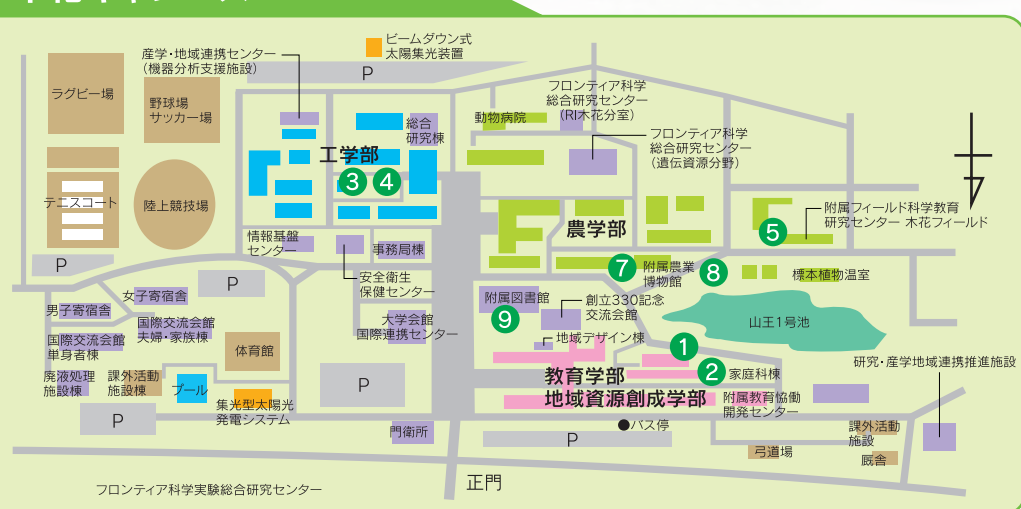 ビームダウン式
太陽集光装置
産学・地域連携センター
(機器分析支援施設)
P
ラグビー場
野球場
サッカー場
総合
研究棟
動物病院
フロンティア科学
総合研究センター
(RI木花分室)
フロンティア科学
総合研究センター
(遺伝資源分野)
工学部
3
4
テニスコート
陸上競技場
農学部
附属フィールド科学教育
研究センター 木花フィールド
5
情報基盤
センター
事務局棟
安全衛生
保健センター
P
P
7
附属農業
博物館
8
標本植物温室
女子寄宿舎
男子寄宿舎
国際交流会館
夫婦・家族棟
国際交流会館
単身者棟
大学会館
国際連携センター
附属図書館
9
創立330記念
交流会館
地域デザイン棟
山王1号池
体育館
1
2
家庭科棟
研究・産学地域連携推進施設
廃液処理
施設棟
課外活動
施設棟
プール
集光型太陽光
発電システム
P
教育学部
地域資源創成学部
附属教育協働
開発センター
P
門衛所
バス停
P
弓道場
課外活動
施設
厩舎
正門
フロンティア科学実験総合研究センター